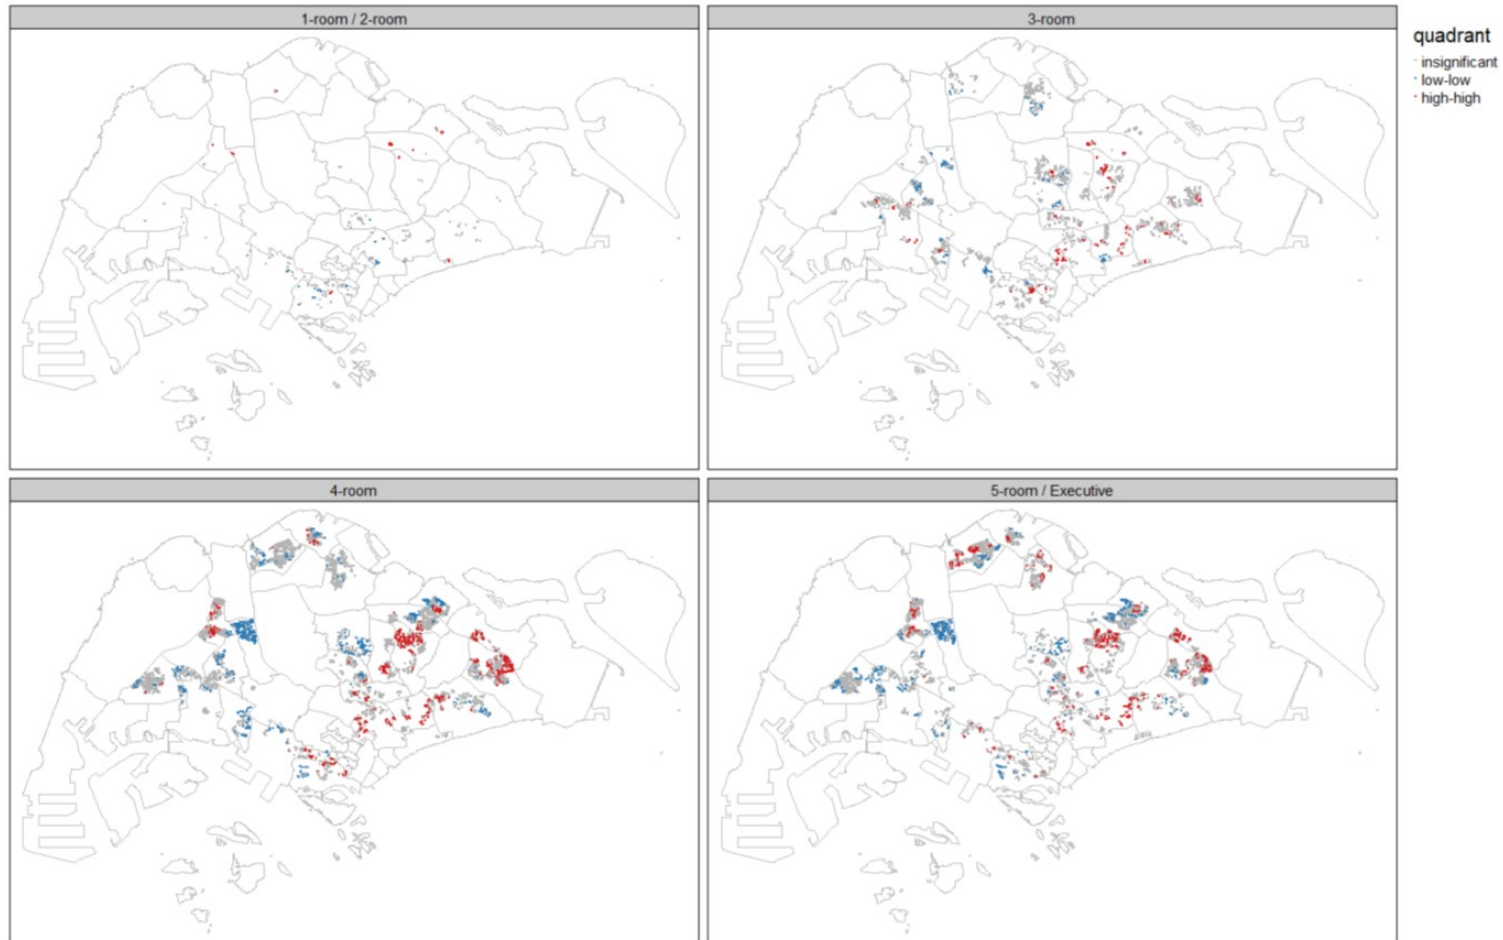 1-room / 2-room
3-room
quadrant
insignificant
low-low
high-high
4-room
5-room / Executive